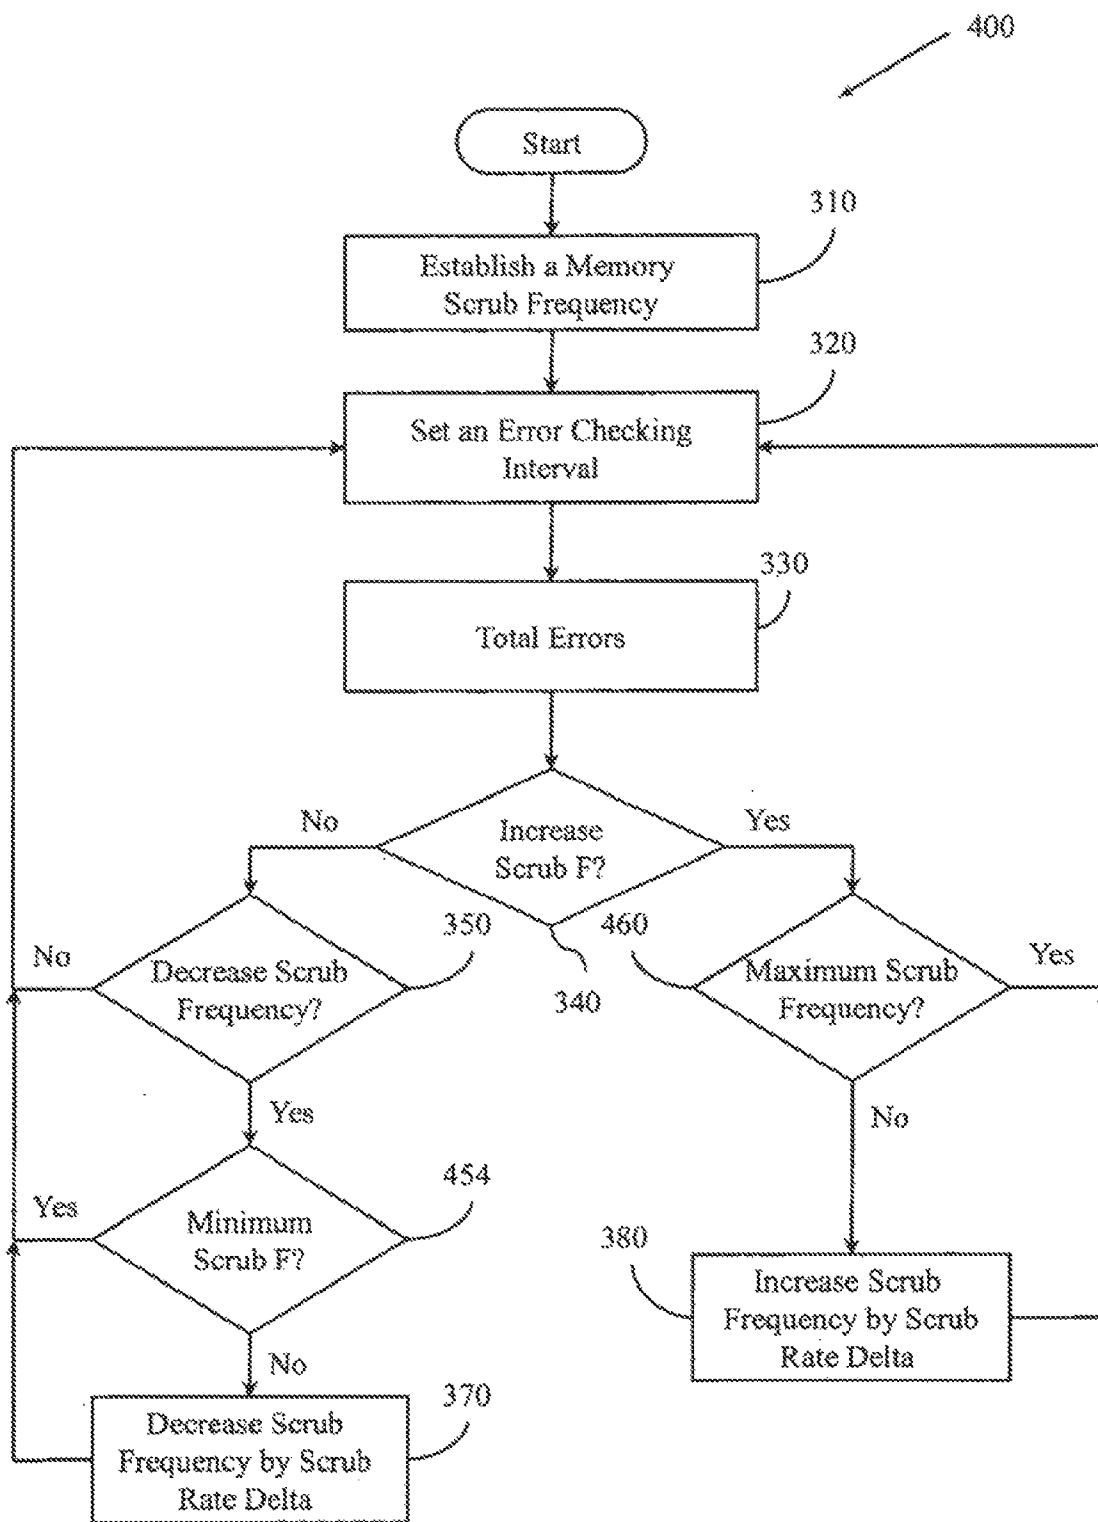 400
Start
310
Establish a Memory
Scrub Frequency
320
Set an Error Checking
Interval
330
Total Errors
No
Increase
Scrub F?
Yes
340
No
Decrease Scrub
Frequency?
350
460
Maximum Scrub
Frequency?
Yes
Yes
No
Yes
Minimum
Scrub F?
454
380
Increase Scrub
Frequency by Scrub
Rate Delta
No
370
Decrease Scrub
Frequency by Scrub
Rate Delta